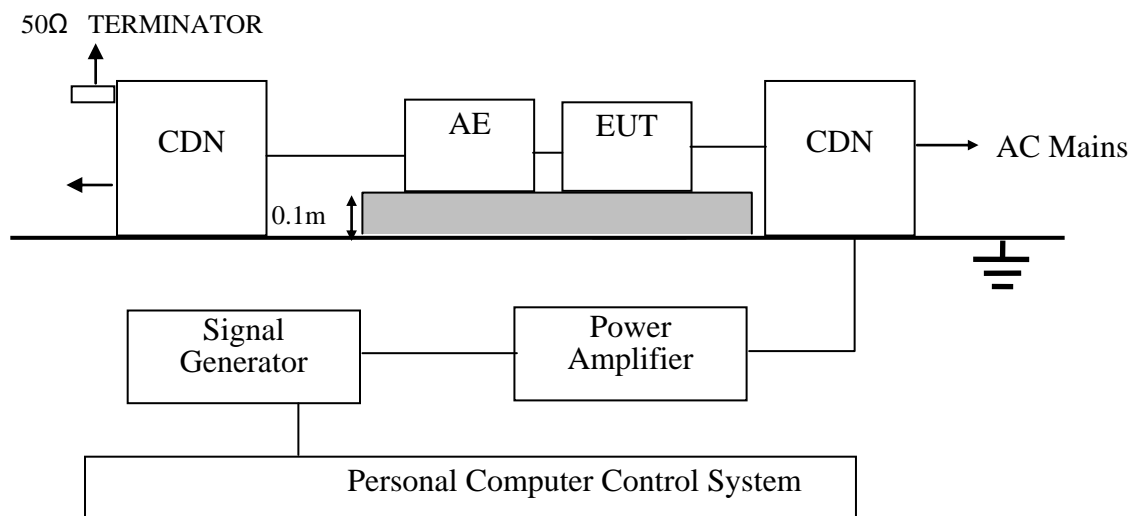 50Ω TERMINATOR
CDN
AE
EUT
CDN
AC Mains
0.1m
Signal
Generator
Power
Amplifier
Personal Computer Control System